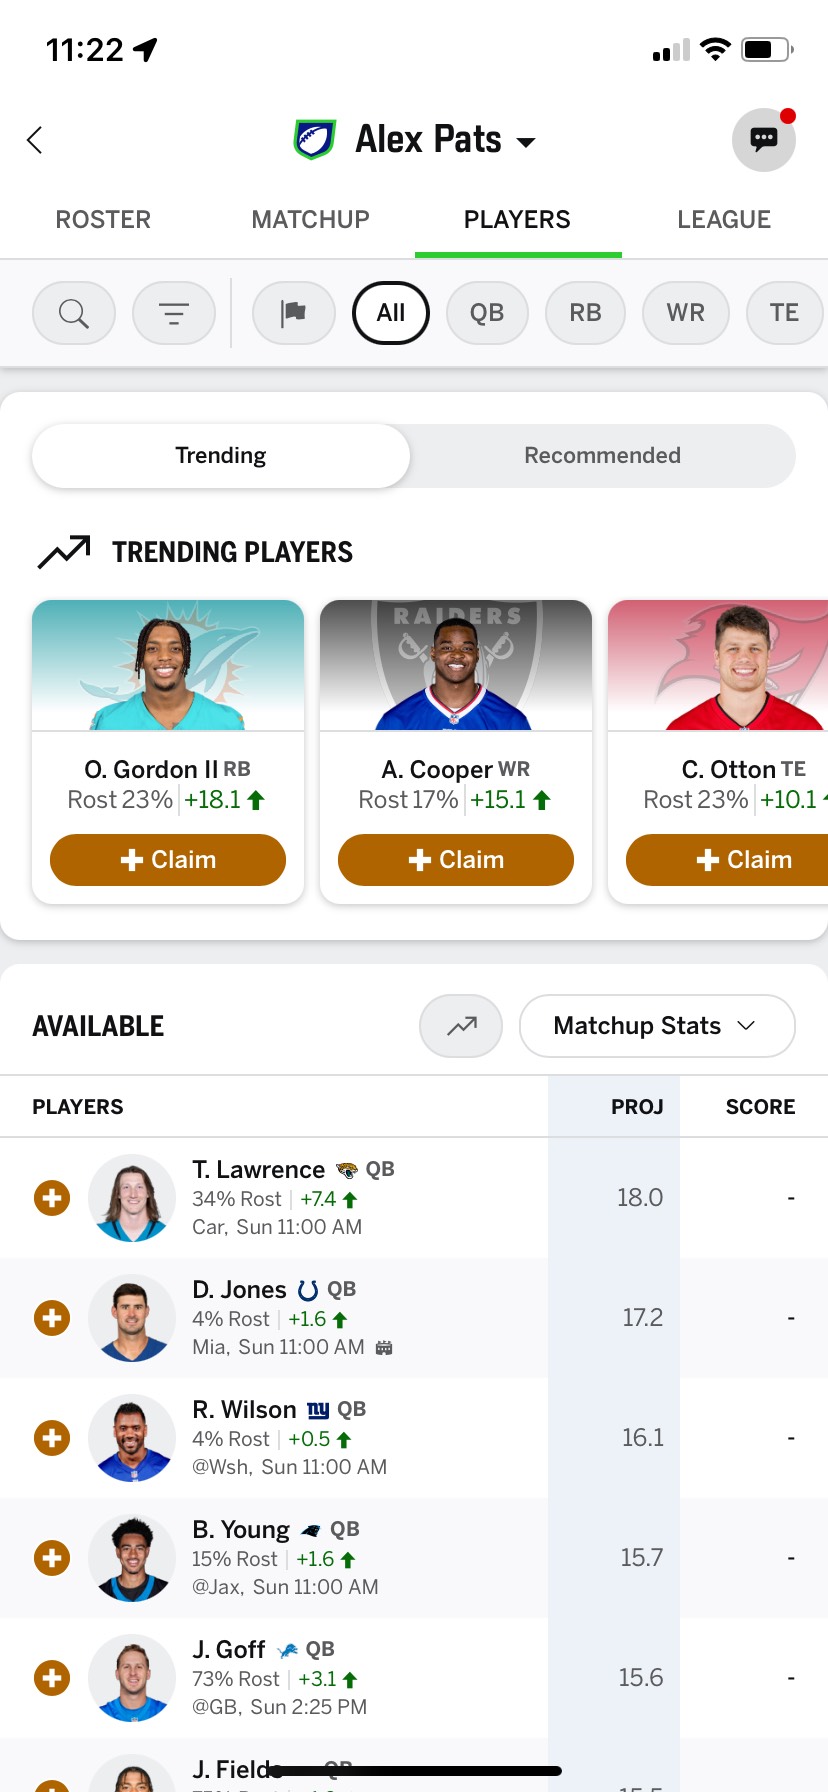 11:22
Alex Pats
ROSTER MATCHUP PLAYERS LEAGUE
All QB RB WR TE
Trending Recommended
TRENDING PLAYERS
RAIDERS
O. Gordon II RB A. Cooper WR C. Otton TE
Rost 23% +18.1 Rost 17% +15.1 Rost 23% +10.1
Claim Claim Claim
AVAILABLE Matchup Stats
PLAYERS PROJ SCORE
T. Lawrence QB
34% Rost +7.4
Car, Sun 11:00 AM
18.0 -
D. Jones QB
4% Rost +1.6
Mia, Sun 11:00 AM
17.2 -
R. Wilson ny QB
4% Rost +0.5
@Wsh, Sun 11:00 AM
16.1 -
B. Young QB
15% Rost +1.6
@Jax, Sun 11:00 AM
15.7 -
J. Goff QB
73% Rost +3.1
@GB, Sun 2:25 PM
15.6 -
J. Fields QB